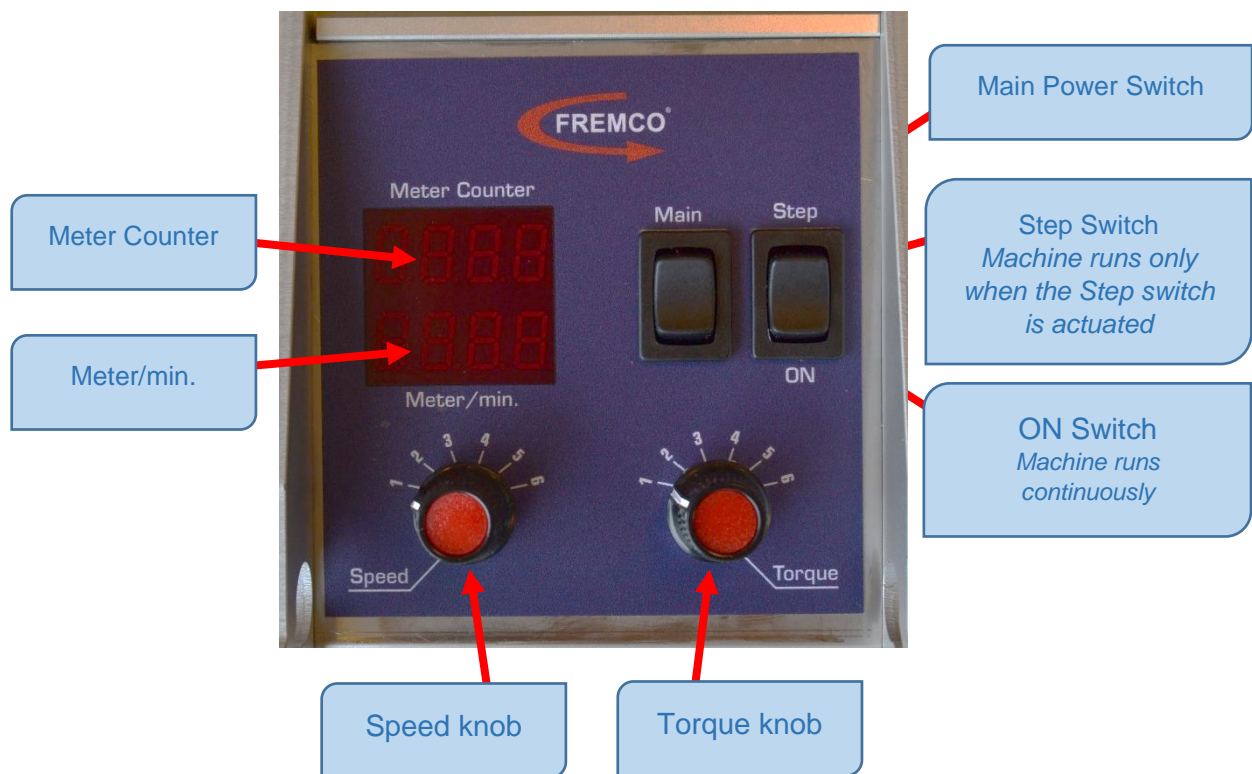 Main Power Switch
FREMCO®
Meter Counter
Main
Step
Meter Counter
Step Switch
Machine runs only
when the Step switch
is actuated
Meter/min.
ON
Meter/min.
ON Switch
Machine runs
continuously
1 2 3 4 5 6
1 2 3 4 5 6
Speed
Torque
Speed knob
Torque knob